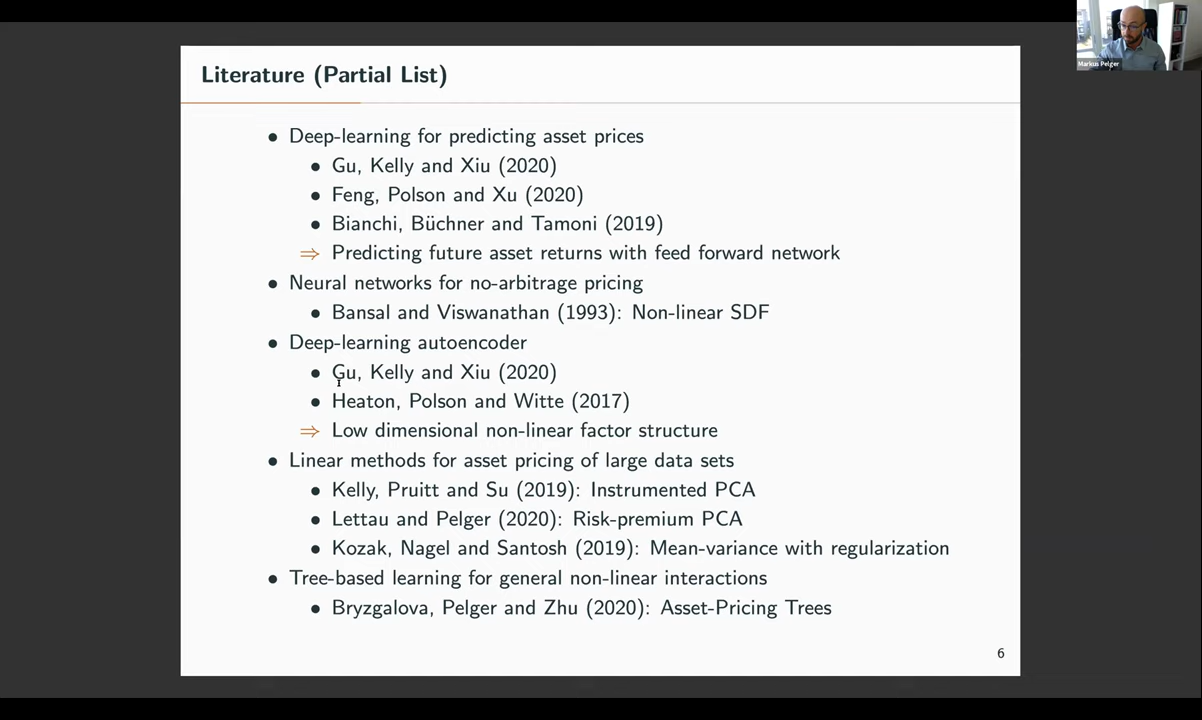 Markus Pelger
Literature (Partial List)
• Deep-learning for predicting asset prices
• Gu, Kelly and Xiu (2020)
• Feng, Polson and Xu (2020)
• Bianchi, Büchner and Tamoni (2019)
⇒ Predicting future asset returns with feed forward network
• Neural networks for no-arbitrage pricing
• Bansal and Viswanathan (1993): Non-linear SDF
• Deep-learning autoencoder
• Gu, Kelly and Xiu (2020)
• Heaton, Polson and Witte (2017)
⇒ Low dimensional non-linear factor structure
• Linear methods for asset pricing of large data sets
• Kelly, Pruitt and Su (2019): Instrumented PCA
• Lettau and Pelger (2020): Risk-premium PCA
• Kozak, Nagel and Santosh (2019): Mean-variance with regularization
• Tree-based learning for general non-linear interactions
• Bryzgalova, Pelger and Zhu (2020): Asset-Pricing Trees
6